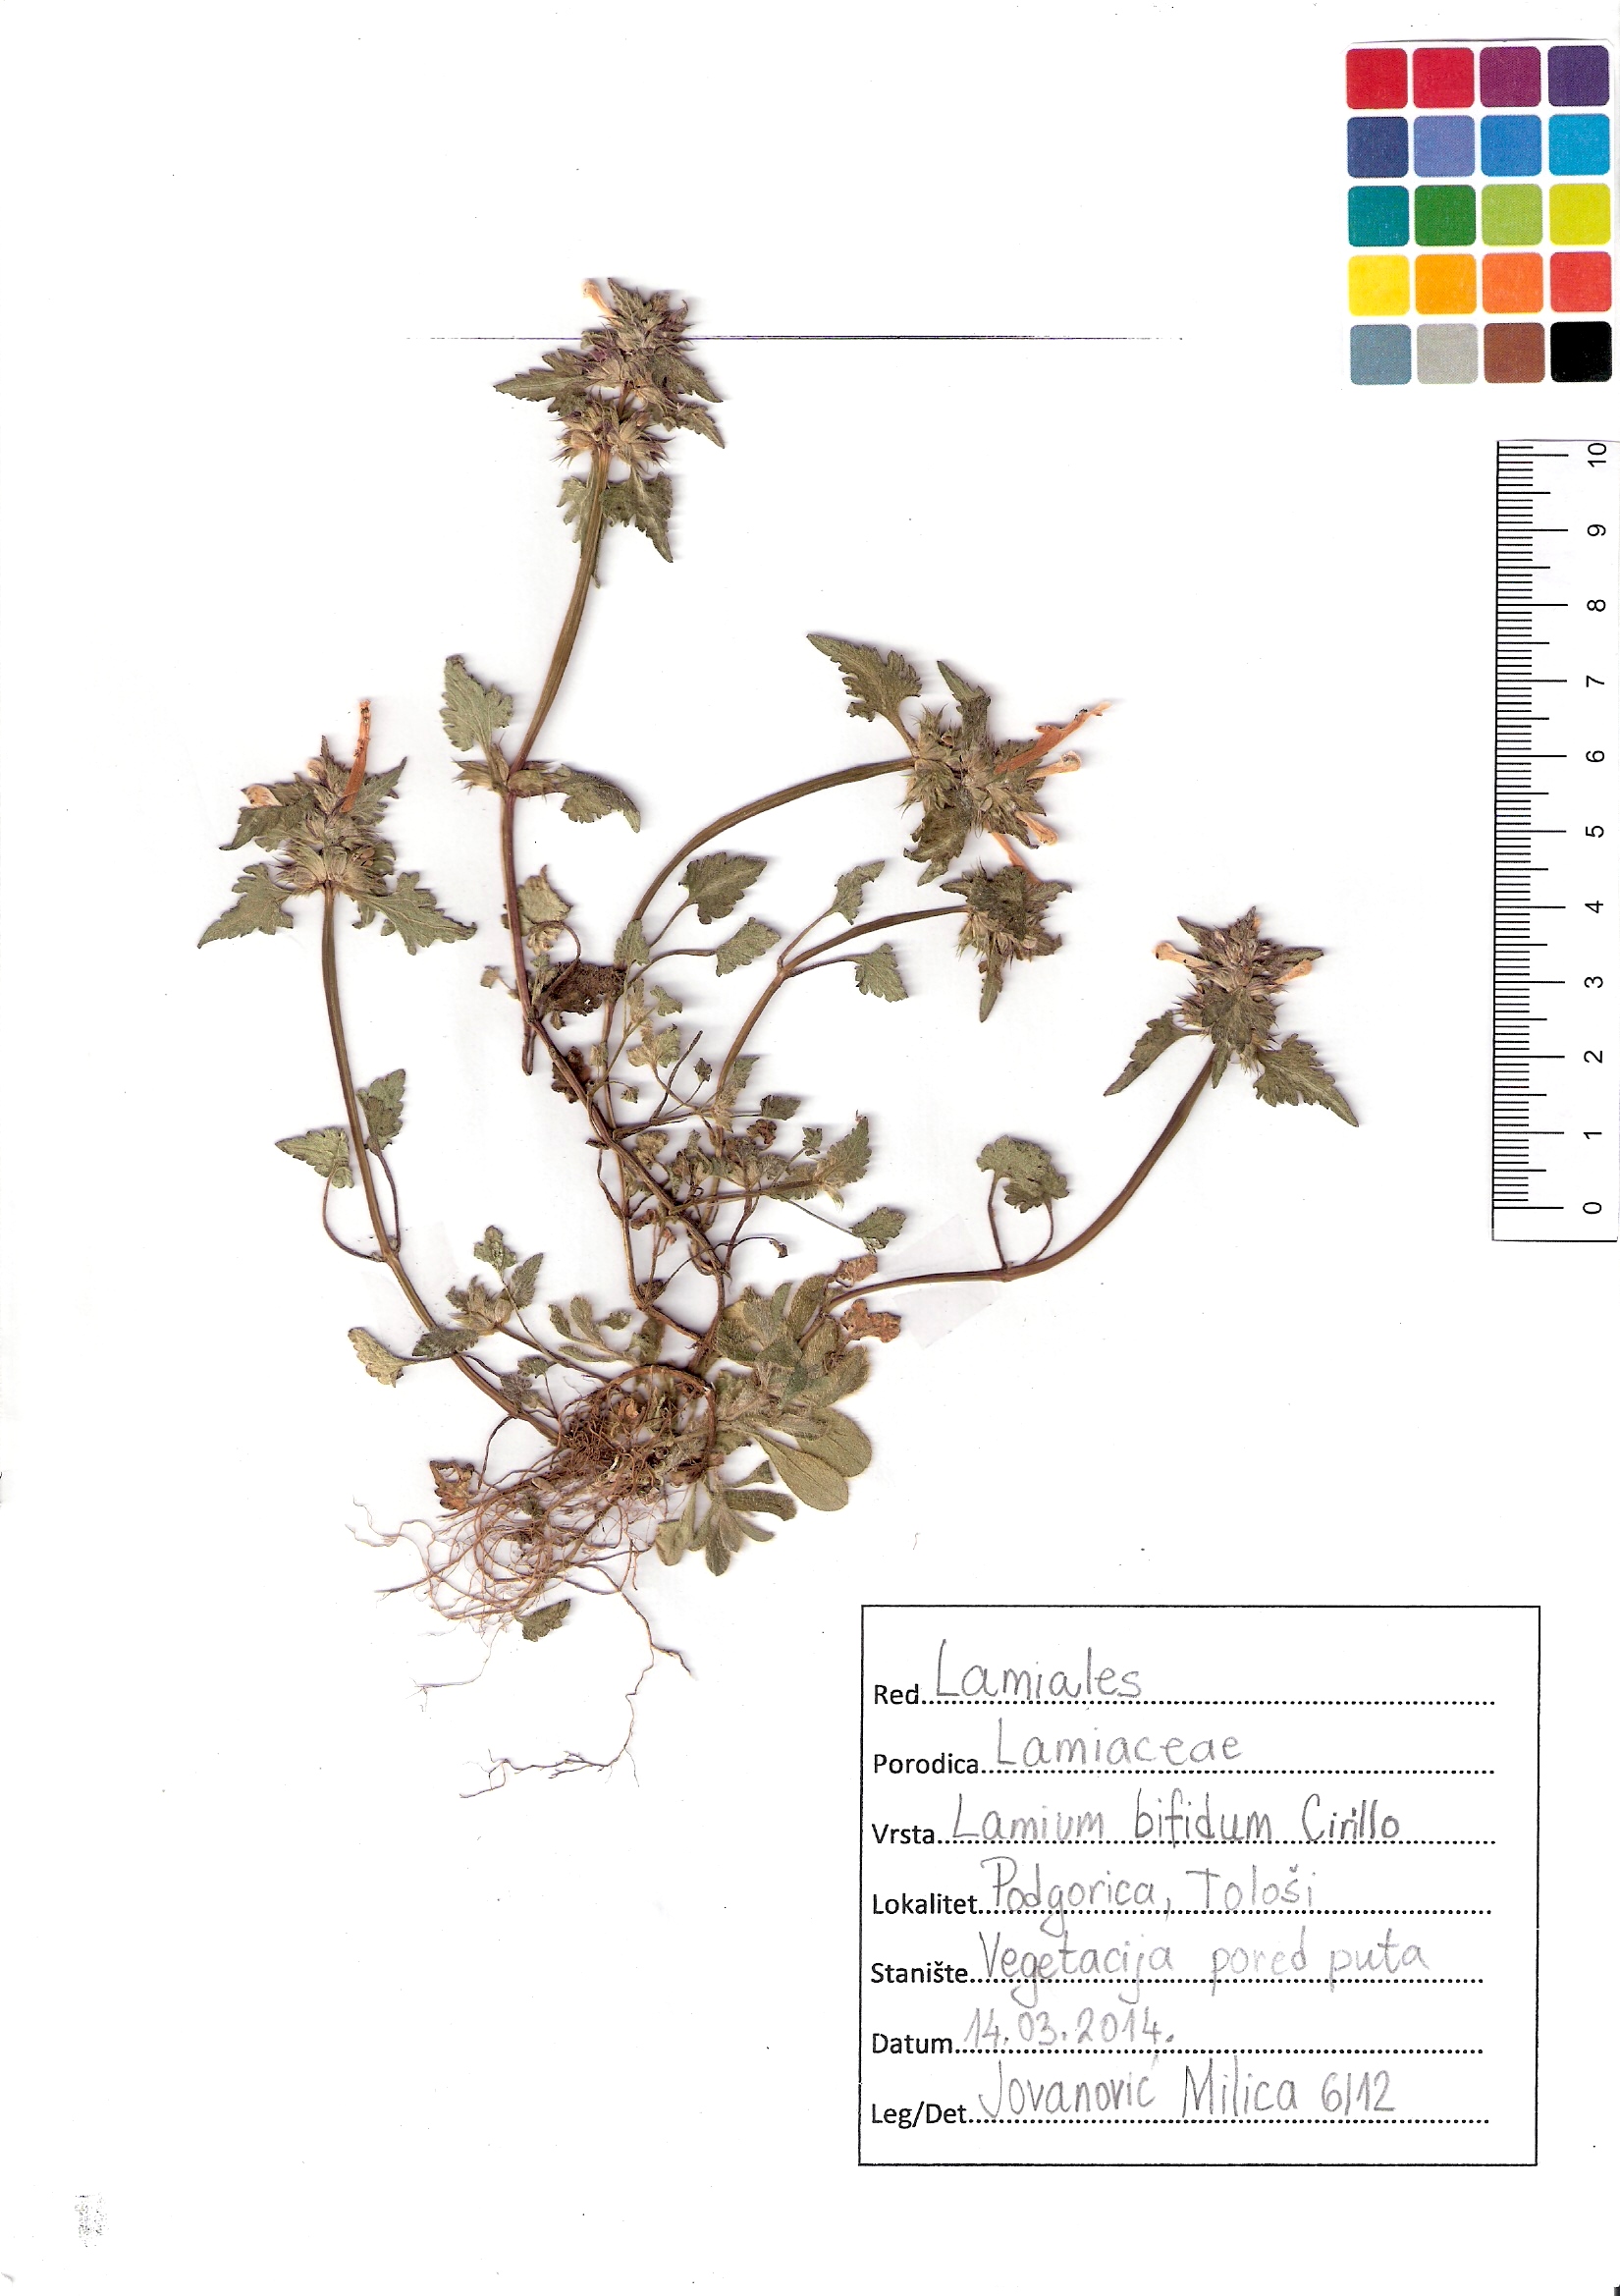 10
9
8
7
6
5
4
3
2
1
0
Red Lamiales
Porodica Lamiaceae
Vrsta Lamium bifidum Cirillo
Lokalitet Podgorica, Tološi
Stanište Vegetacija pored puta
Datum 14.03.2014.
Leg/Det Jovanović Milica 6/12